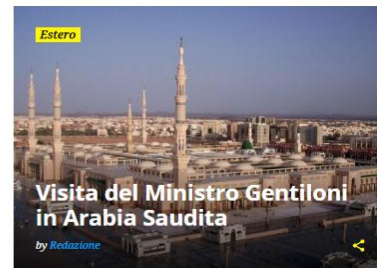 Estero
Visita del Ministro Gentiloni
in Arabia Saudita
by Redazione